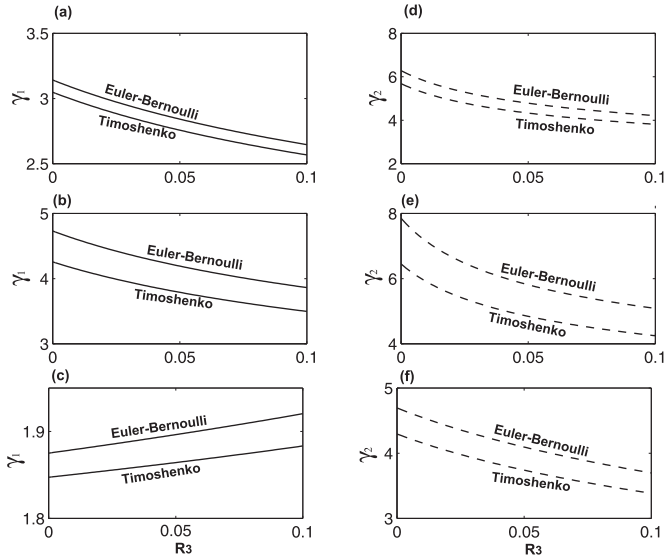 (a)
3.5
3
2.5
γ1
Euler-Bernoulli
Timoshenko
0
0.05
0.1
(d)
8
6
4
2
γ2
Euler-Bernoulli
Timoshenko
0
0.05
0.1
(b)
5
4
3
γ1
Euler-Bernoulli
Timoshenko
0
0.05
0.1
(e)
8
6
4
γ2
Euler-Bernoulli
Timoshenko
0
0.05
0.1
(c)
1.9
1.8
γ1
Euler-Bernoulli
Timoshenko
0
0.05
0.1
R3
(f)
5
4
3
γ2
Euler-Bernoulli
Timoshenko
0
0.05
0.1
R3